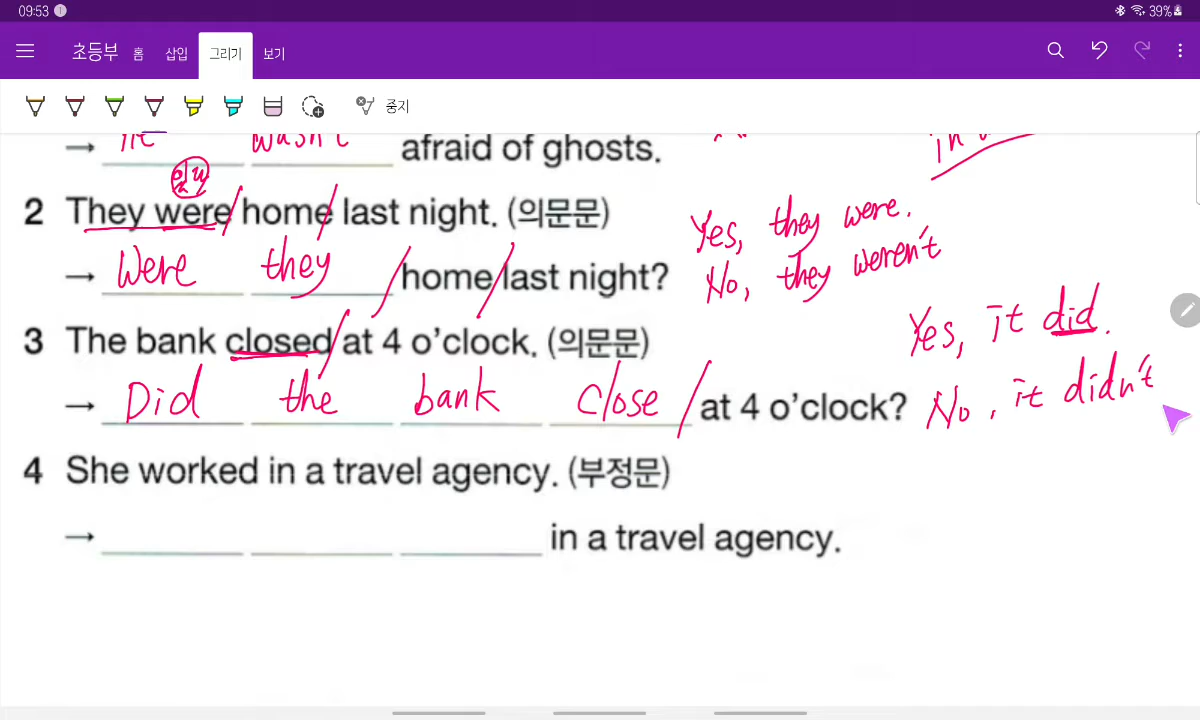 09:53 39%
초등부 홈 삽입 그리기 보기
중지
→ it wasn't afraid of ghosts.
2 They were home last night. (의문문)
Yes, they were.
→ Were they home last night?
No, they weren't
3 The bank closed at 4 o'clock. (의문문)
Yes, it did.
→ Did the bank close at 4 o'clock?
No, it didn't
4 She worked in a travel agency. (부정문)
→ in a travel agency.